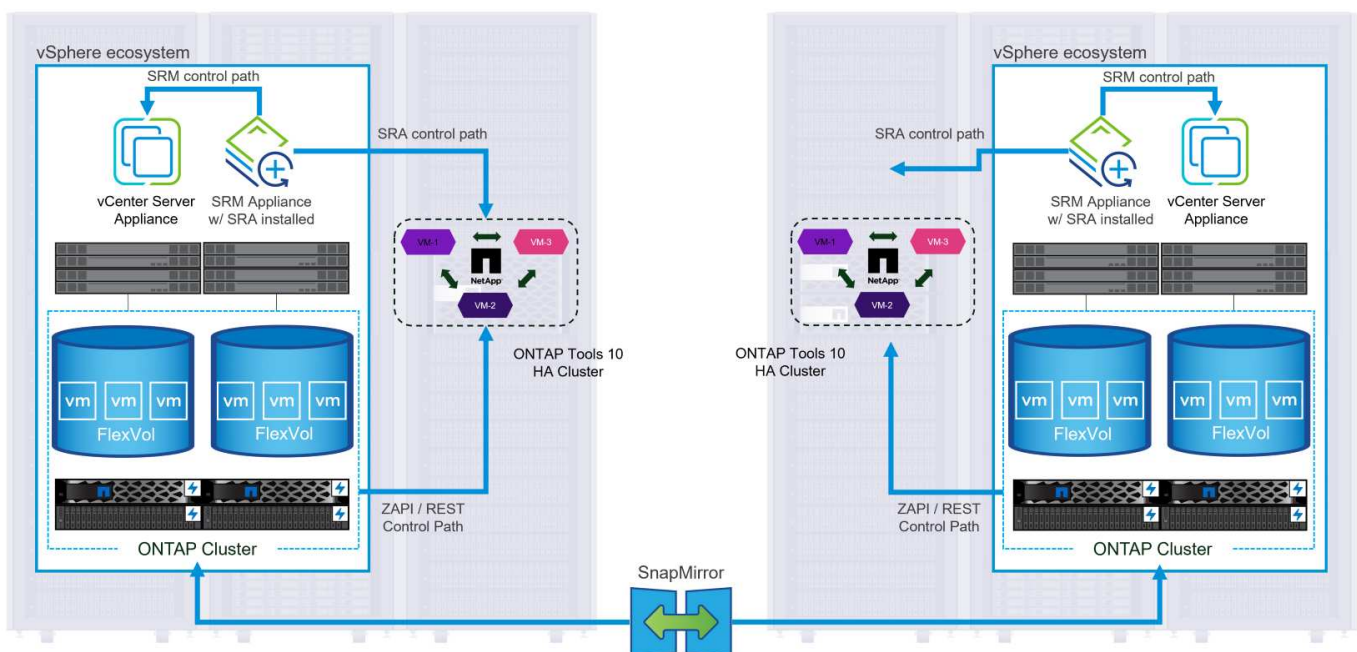 vSphere ecosystem
SRM control path
SRA control path
vCenter Server
Appliance
SRM Appliance
w/ SRA installed
VM-1
VM-3
NetApp
VM-2
ONTAP Tools 10
HA Cluster
vm vm vm
FlexVol
vm vm vm
FlexVol
ZAPI / REST
Control Path
ONTAP Cluster
SnapMirror
vSphere ecosystem
SRM control path
SRA control path
SRM Appliance
w/ SRA installed
vCenter Server
Appliance
VM-1
VM-3
NetApp
VM-2
ONTAP Tools 10
HA Cluster
vm vm vm
FlexVol
vm vm vm
FlexVol
ZAPI / REST
Control Path
ONTAP Cluster